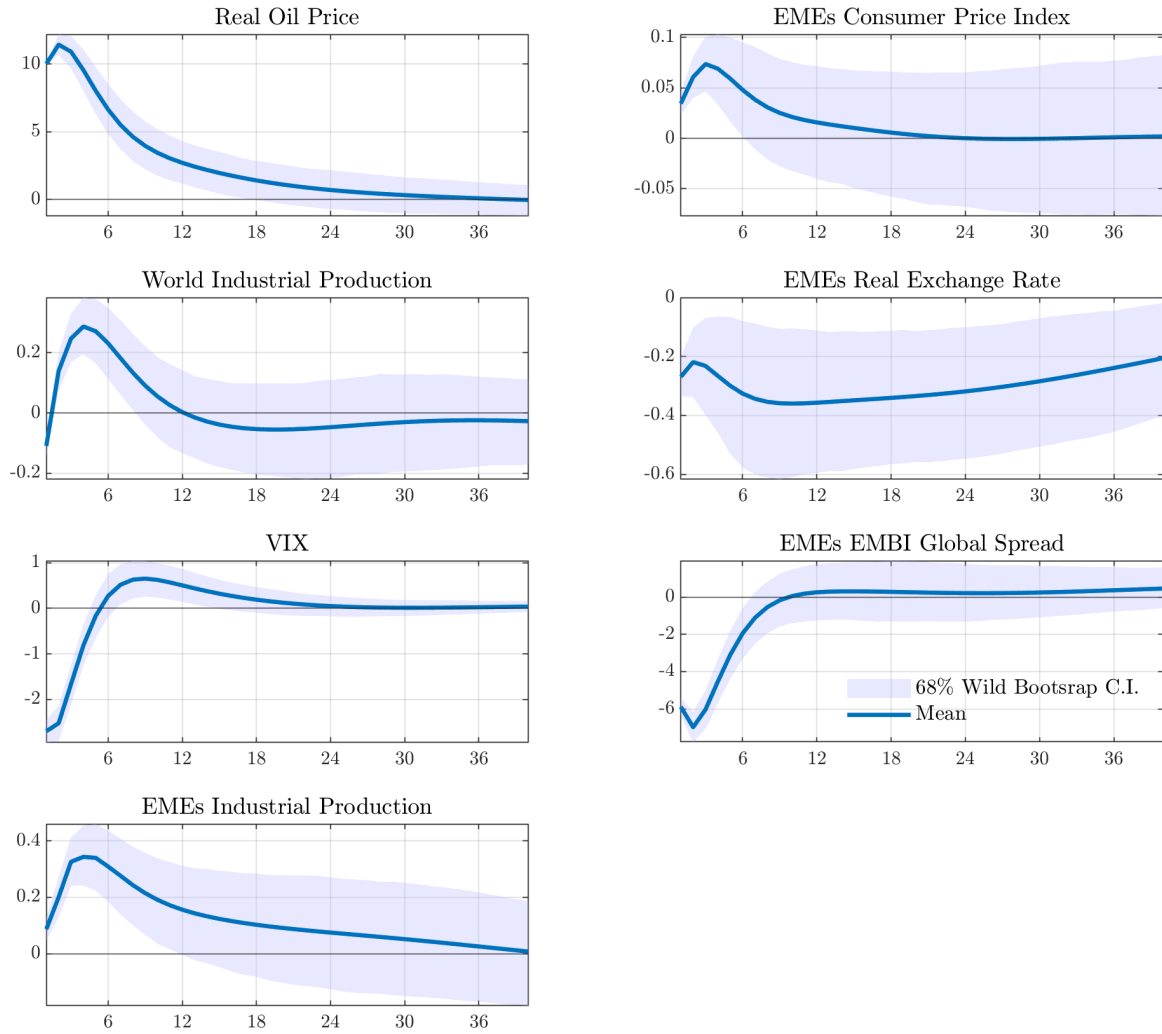 Real Oil Price
10
5
0
6 12 18 24 30 36
EMEs Consumer Price Index
0.1
0.05
0
-0.05
6 12 18 24 30 36
World Industrial Production
0.2
0
-0.2
6 12 18 24 30 36
EMEs Real Exchange Rate
0
-0.2
-0.4
-0.6
6 12 18 24 30 36
VIX
1
0
-1
-2
6 12 18 24 30 36
EMEs EMBI Global Spread
0
-2
-4
-6
68% Wild Bootsrap C.I.
Mean
6 12 18 24 30 36
EMEs Industrial Production
0.4
0.2
0
6 12 18 24 30 36